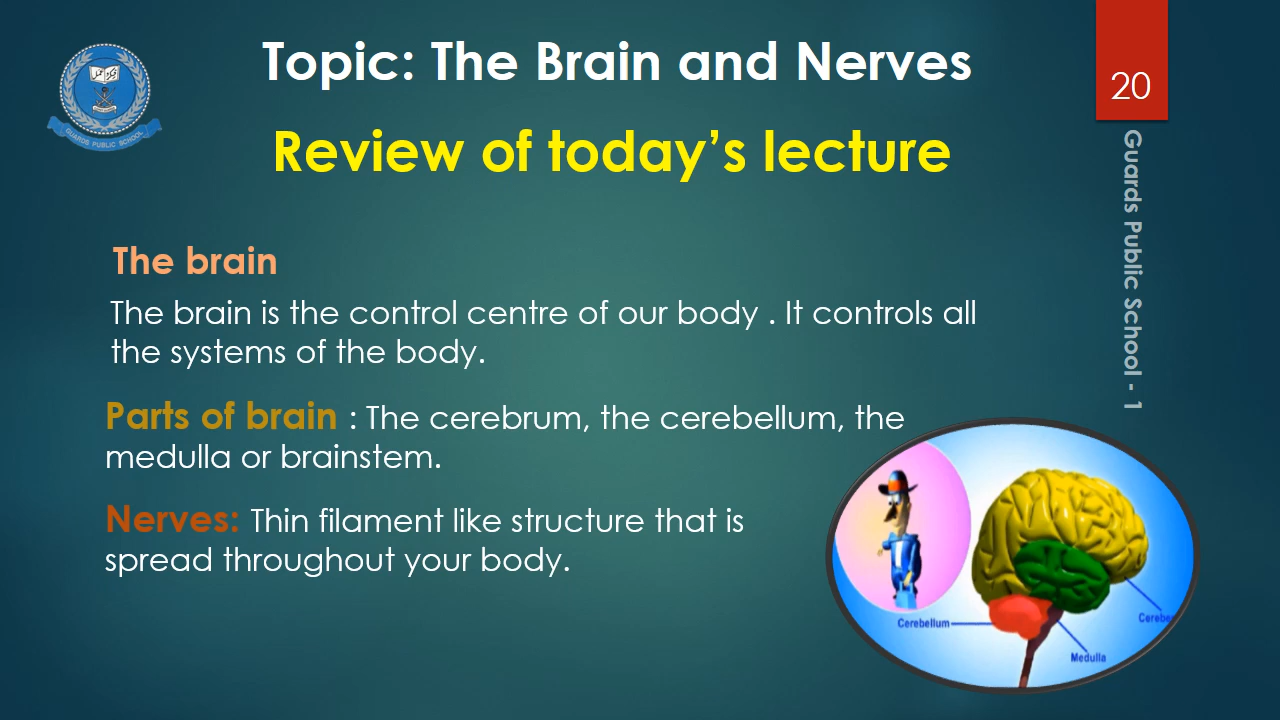 Topic: The Brain and Nerves
20
Review of today's lecture
GUARDS PUBLIC SCHOOL
Guards Public School - 1
The brain
The brain is the control centre of our body . It controls all
the systems of the body.
Parts of brain : The cerebrum, the cerebellum, the
medulla or brainstem.
Nerves: Thin filament like structure that is
spread throughout your body.
Cerebellum
Medulla